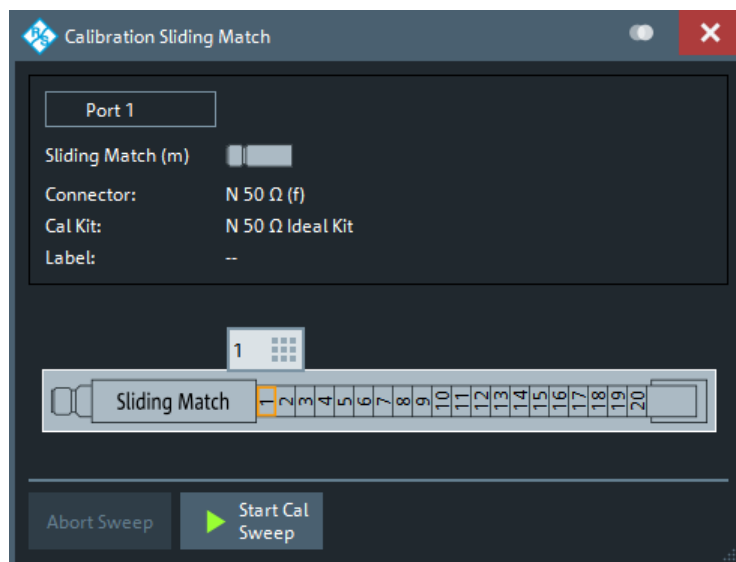 Calibration Sliding Match
Port 1
Sliding Match (m)
Connector: N 50 Ω (f)
Cal Kit: N 50 Ω Ideal Kit
Label: --
1
Sliding Match 1 2 3 4 5 6 7 8 9 10 11 12 13 14 15 16 17 18 19 20
Abort Sweep
Start Cal
Sweep